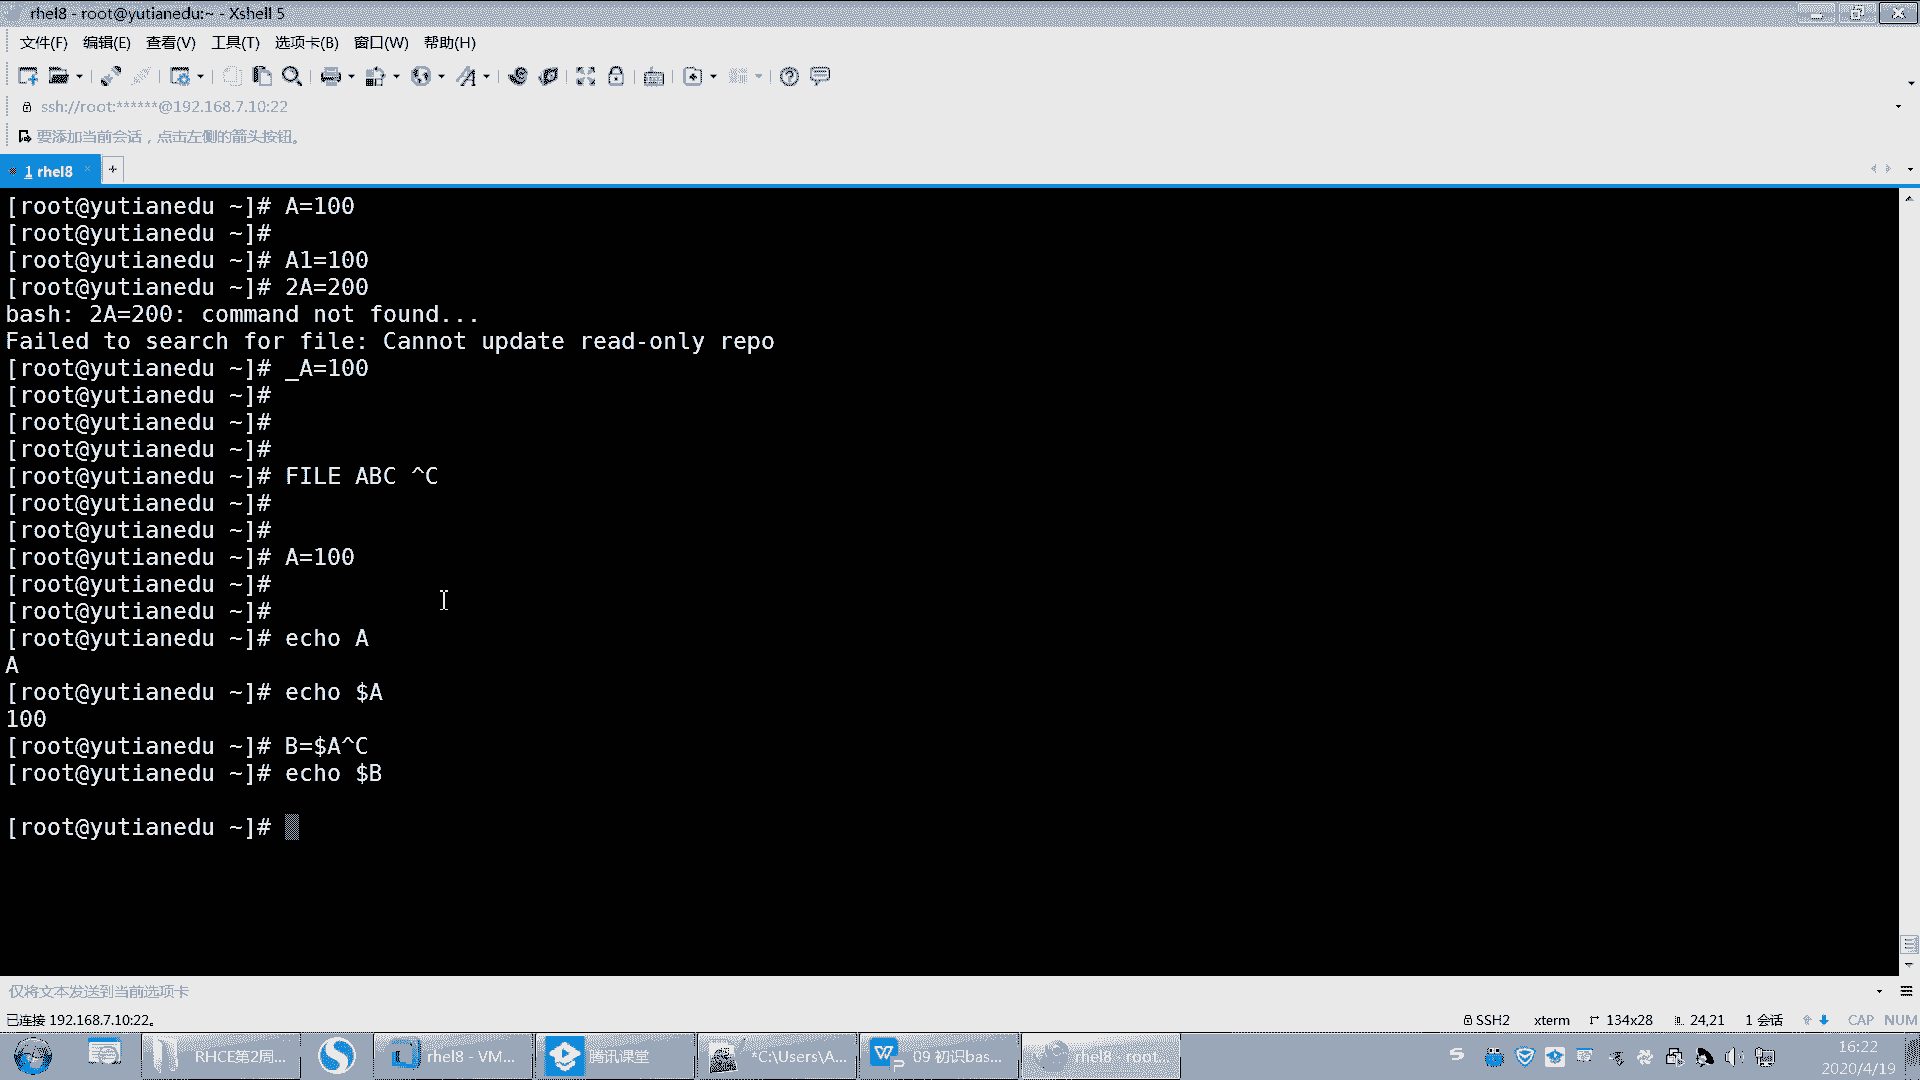 rhel8 - root@yutianedu:~ - Xshell 5
文件(F) 编辑(E) 查看(V) 工具(T) 选项卡(B) 窗口(W) 帮助(H)
ssh://root:******@192.168.7.10:22
要添加当前会话，点击左侧的箭头按钮。
1 rhel8 × +
[root@yutianedu ~]# A=100
[root@yutianedu ~]#
[root@yutianedu ~]# A1=100
[root@yutianedu ~]# 2A=200
bash: 2A=200: command not found...
Failed to search for file: Cannot update read-only repo
[root@yutianedu ~]# _A=100
[root@yutianedu ~]#
[root@yutianedu ~]#
[root@yutianedu ~]#
[root@yutianedu ~]# FILE ABC ^C
[root@yutianedu ~]#
[root@yutianedu ~]#
[root@yutianedu ~]# A=100
[root@yutianedu ~]#
[root@yutianedu ~]#
[root@yutianedu ~]# echo A
A
[root@yutianedu ~]# echo $A
100
[root@yutianedu ~]# B=$A^C
[root@yutianedu ~]# echo $B
[root@yutianedu ~]#
仅将文本发送到当前选项卡
已连接 192.168.7.10:22。 SSH2 xterm 134x28 24,21 1 会话 CAP NUM
RHCE第2周... rhel8 - VM... 腾讯课堂 *C:\Users\A... 09 初识bas... rhel8 - root... 16:22
2020/4/19